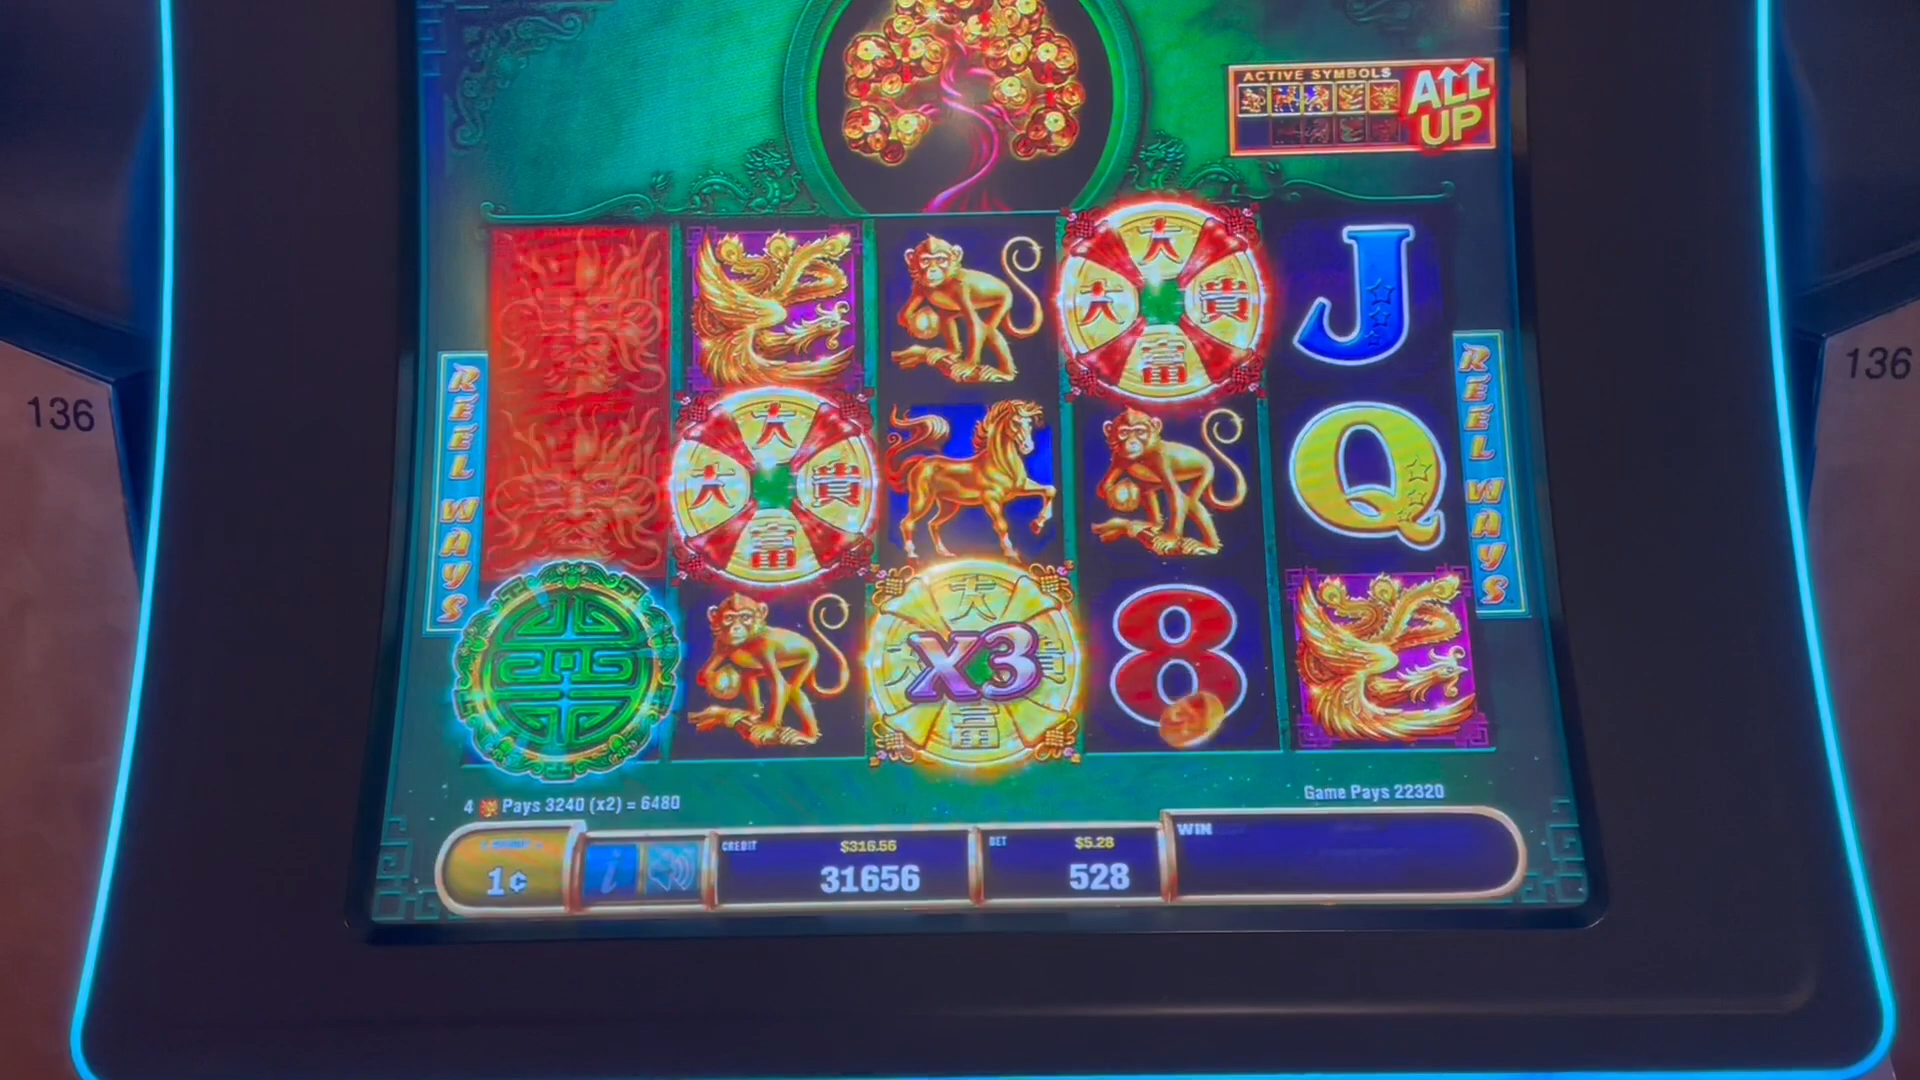 ACTIVE SYMBOLS
ALL
UP
大
大 貴
富
J
136
136
REEL WAYS
REEL WAYS
大
大 貴
富
Q
大
x3
富
8
4 Pays 3240 (x2) = 6480
Game Pays 22320
1¢
i
CREDIT
$316.56
31656
BET
$5.28
528
WIN